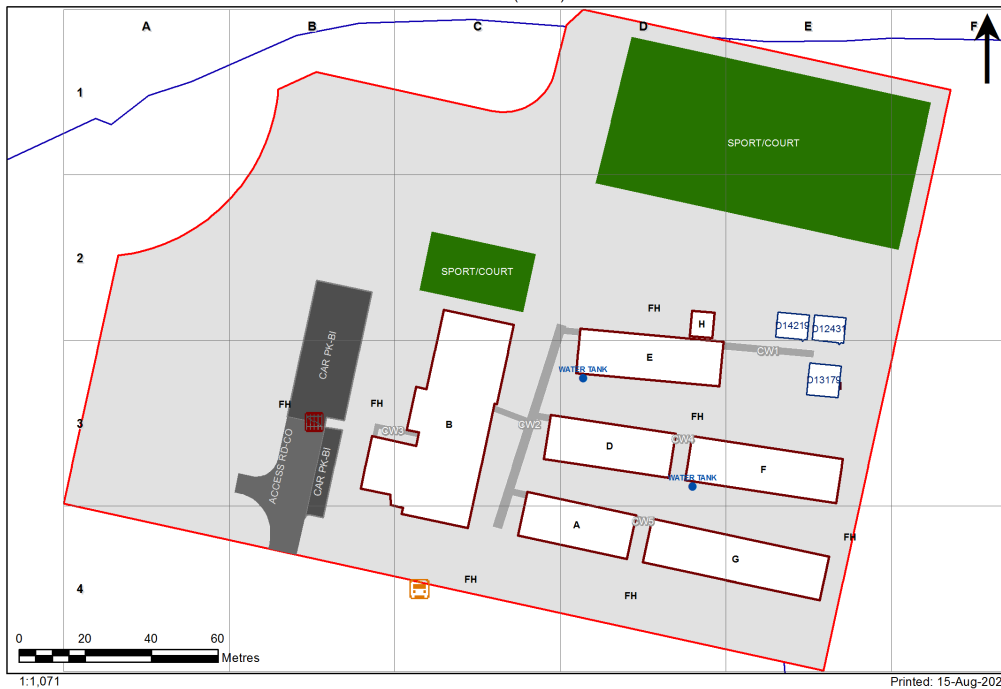 A B C D E F
1
SPORT/COURT
2
SPORT/COURT
FH
H
D14219
D12431
CW1
E
CAR PK-BI
WATER TANK
FH
FH
FH
3
B
CW2
CW3
D
CW4
F
ACCESS RD-CO
CAR PK-BI
WATER TANK
D13179
A
CW5
G
FH
FH
FH
4
0 20 40 60
Metres
1:1,071
Printed: 15-Aug-202